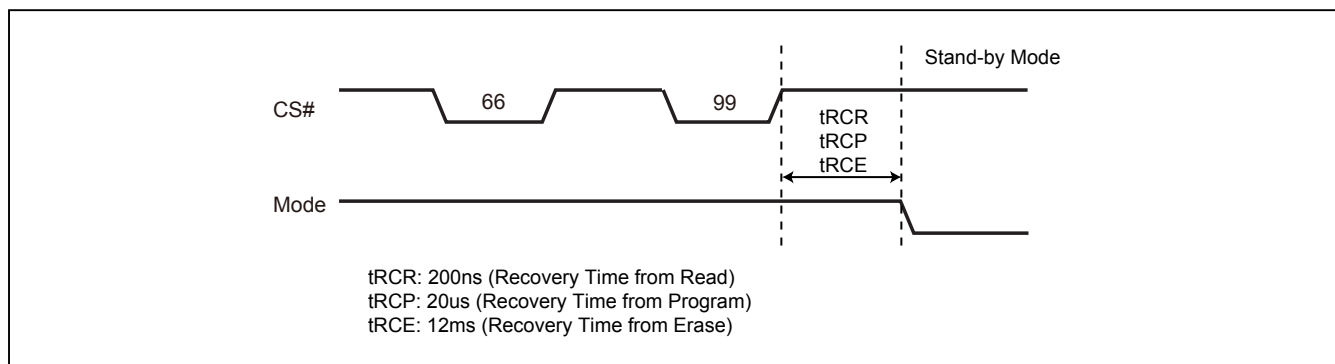 Stand-by Mode
CS#
66
99
tRCR
tRCP
tRCE
Mode
tRCR: 200ns (Recovery Time from Read)
tRCP: 20us (Recovery Time from Program)
tRCE: 12ms (Recovery Time from Erase)